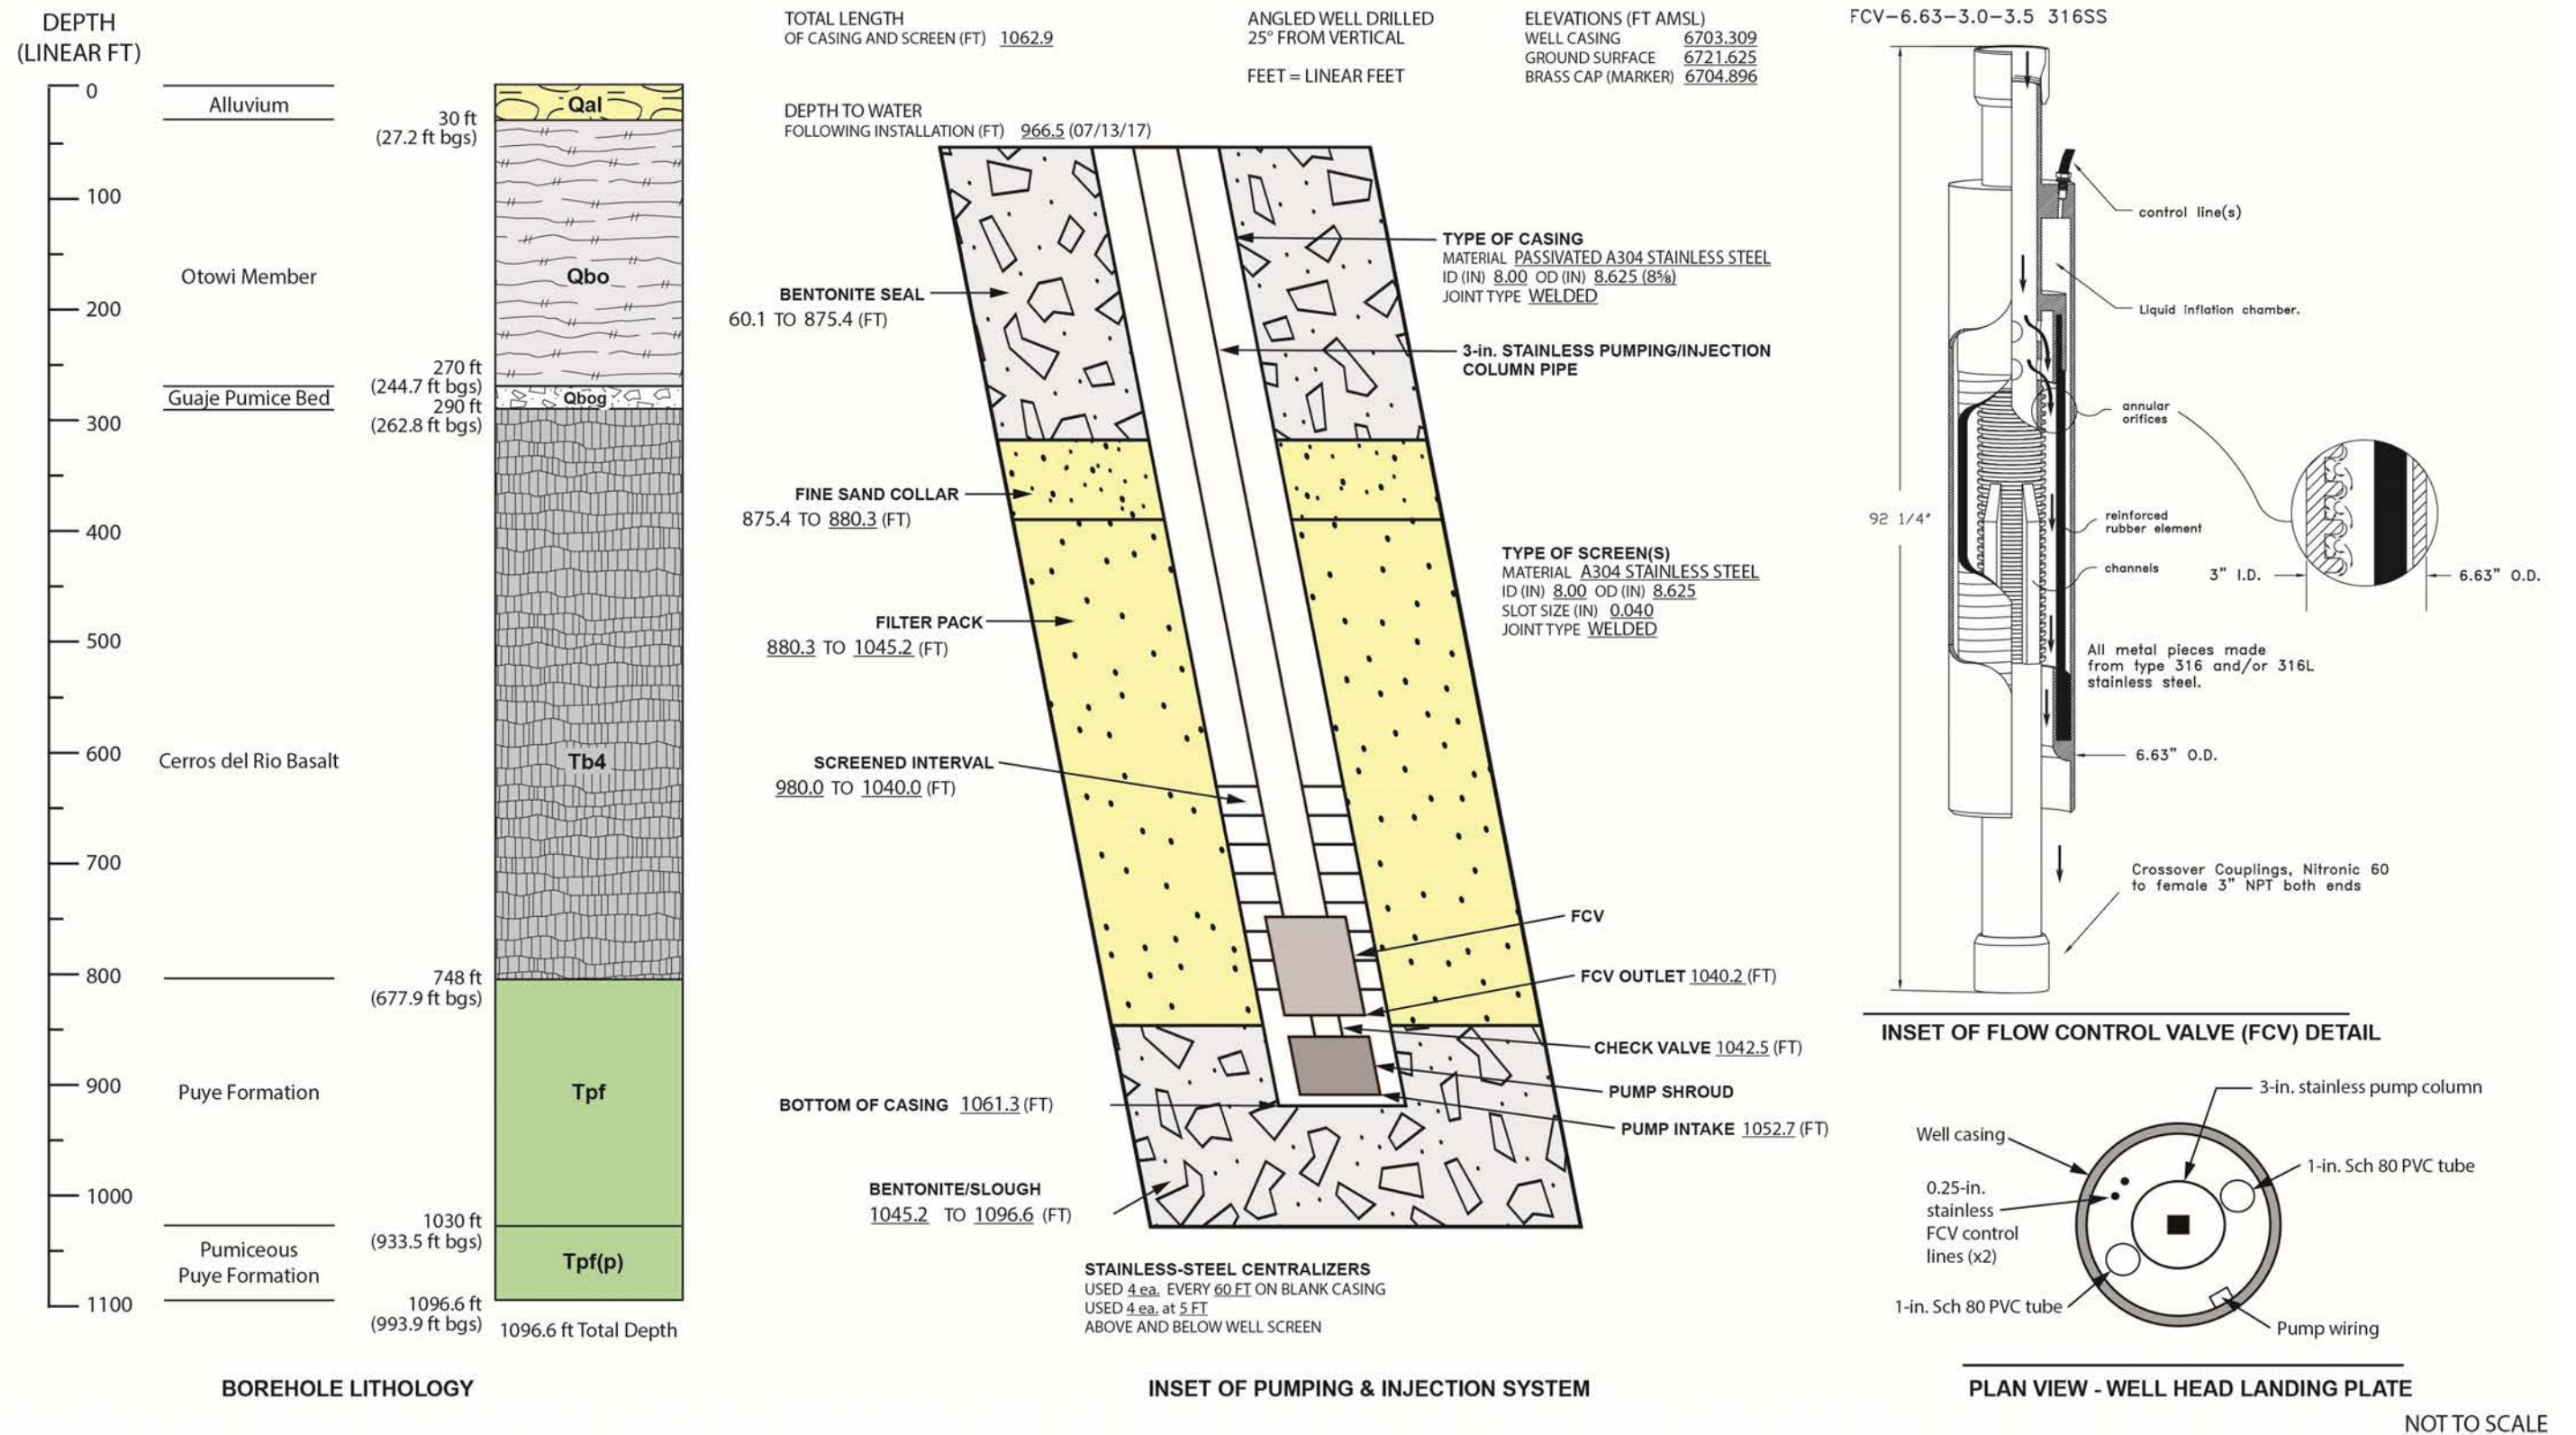 DEPTH
(LINEAR FT)
0
100
200
300
400
500
600
700
800
900
1000
1100
Alluvium
Otowi Member
Guaje Pumice Bed
Cerros del Rio Basalt
Puye Formation
Pumiceous
Puye Formation
30 ft
(27.2 ft bgs)
270 ft
(244.7 ft bgs)
290 ft
(262.8 ft bgs)
748 ft
(677.9 ft bgs)
1030 ft
(933.5 ft bgs)
1096.6 ft
(993.9 ft bgs)
Qal
Qbo
Qbog
Tb4
Tpf
Tpf(p)
1096.6 ft Total Depth
BOREHOLE LITHOLOGY
TOTAL LENGTH
OF CASING AND SCREEN (FT) 1062.9
ANGLED WELL DRILLED
25° FROM VERTICAL
FEET = LINEAR FEET
ELEVATIONS (FT AMSL)
WELL CASING 6703.309
GROUND SURFACE 6721.625
BRASS CAP (MARKER) 6704.896
DEPTH TO WATER
FOLLOWING INSTALLATION (FT) 966.5 (07/13/17)
BENTONITE SEAL
60.1 TO 875.4 (FT)
FINE SAND COLLAR
875.4 TO 880.3 (FT)
FILTER PACK
880.3 TO 1045.2 (FT)
SCREENED INTERVAL
980.0 TO 1040.0 (FT)
BOTTOM OF CASING 1061.3 (FT)
BENTONITE/SLOUGH
1045.2 TO 1096.6 (FT)
TYPE OF CASING
MATERIAL PASSIVATED A304 STAINLESS STEEL
ID (IN) 8.00 OD (IN) 8.625 (8⅝)
JOINT TYPE WELDED
3-in. STAINLESS PUMPING/INJECTION
COLUMN PIPE
TYPE OF SCREEN(S)
MATERIAL A304 STAINLESS STEEL
ID (IN) 8.00 OD (IN) 8.625
SLOT SIZE (IN) 0.040
JOINT TYPE WELDED
FCV
FCV OUTLET 1040.2 (FT)
CHECK VALVE 1042.5 (FT)
PUMP SHROUD
PUMP INTAKE 1052.7 (FT)
STAINLESS-STEEL CENTRALIZERS
USED 4 ea. EVERY 60 FT ON BLANK CASING
USED 4 ea. at 5 FT
ABOVE AND BELOW WELL SCREEN
INSET OF PUMPING & INJECTION SYSTEM
FCV-6.63-3.0-3.5 316SS
control line(s)
Liquid inflation chamber.
annular
orifices
92 1/4"
reinforced
rubber element
channels
3" I.D.
6.63" O.D.
All metal pieces made
from type 316 and/or 316L
stainless steel.
6.63" O.D.
Crossover Couplings, Nitronic 60
to female 3" NPT both ends
INSET OF FLOW CONTROL VALVE (FCV) DETAIL
3-in. stainless pump column
Well casing
1-in. Sch 80 PVC tube
0.25-in.
stainless
FCV control
lines (x2)
1-in. Sch 80 PVC tube
Pump wiring
PLAN VIEW - WELL HEAD LANDING PLATE
NOT TO SCALE